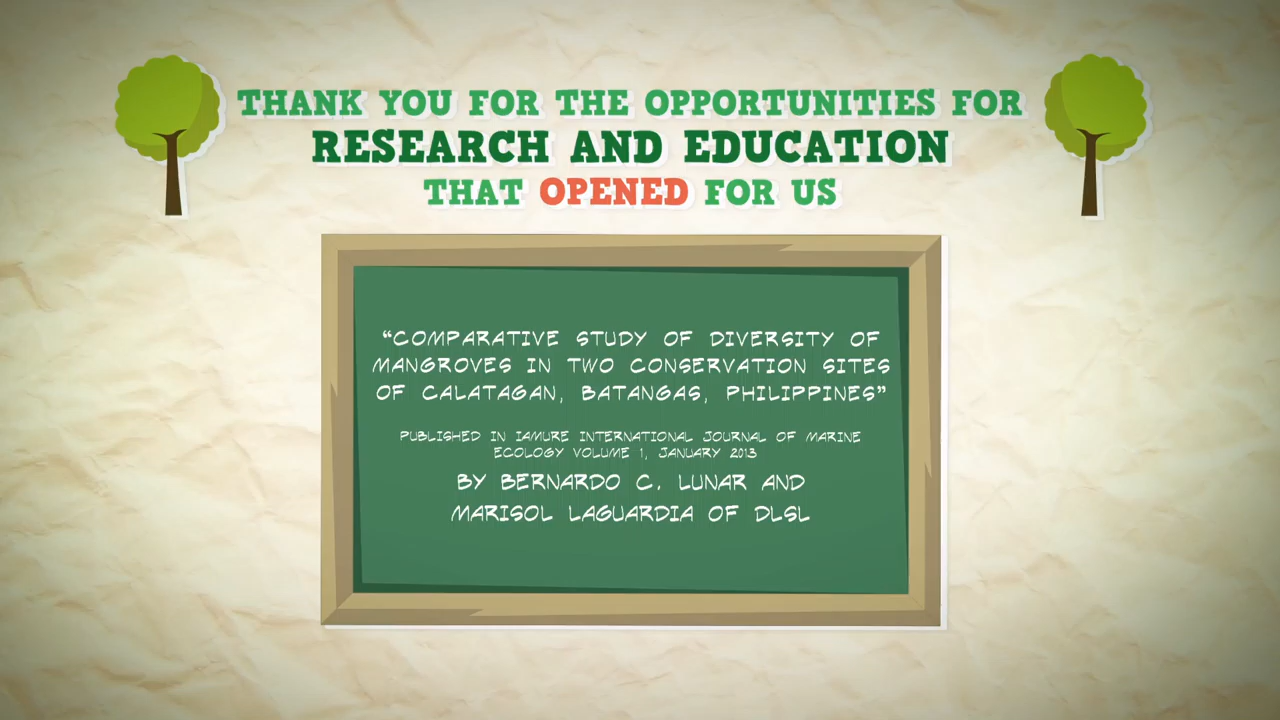 THANK YOU FOR THE OPPORTUNITIES FOR
RESEARCH AND EDUCATION
THAT OPENED FOR US
“COMPARATIVE STUDY OF DIVERSITY OF
MANGROVES IN TWO CONSERVATION SITES
OF CALATAGAN, BATANGAS, PHILIPPINES”
PUBLISHED IN IAMURE INTERNATIONAL JOURNAL OF MARINE
ECOLOGY VOLUME 1, JANUARY 2013
BY BERNARDO C. LUNAR AND
MARISOL LAGUARDIA OF DLSL